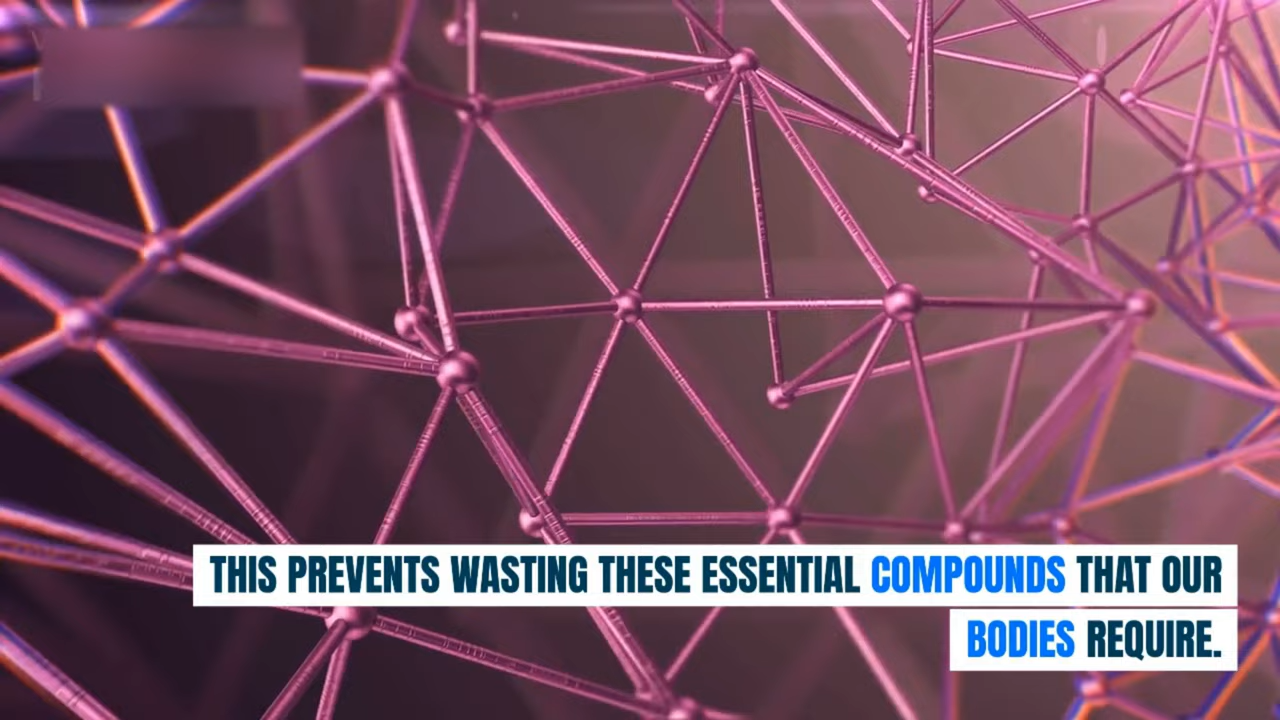 THIS PREVENTS WASTING THESE ESSENTIAL COMPOUNDS THAT OUR
BODIES REQUIRE.